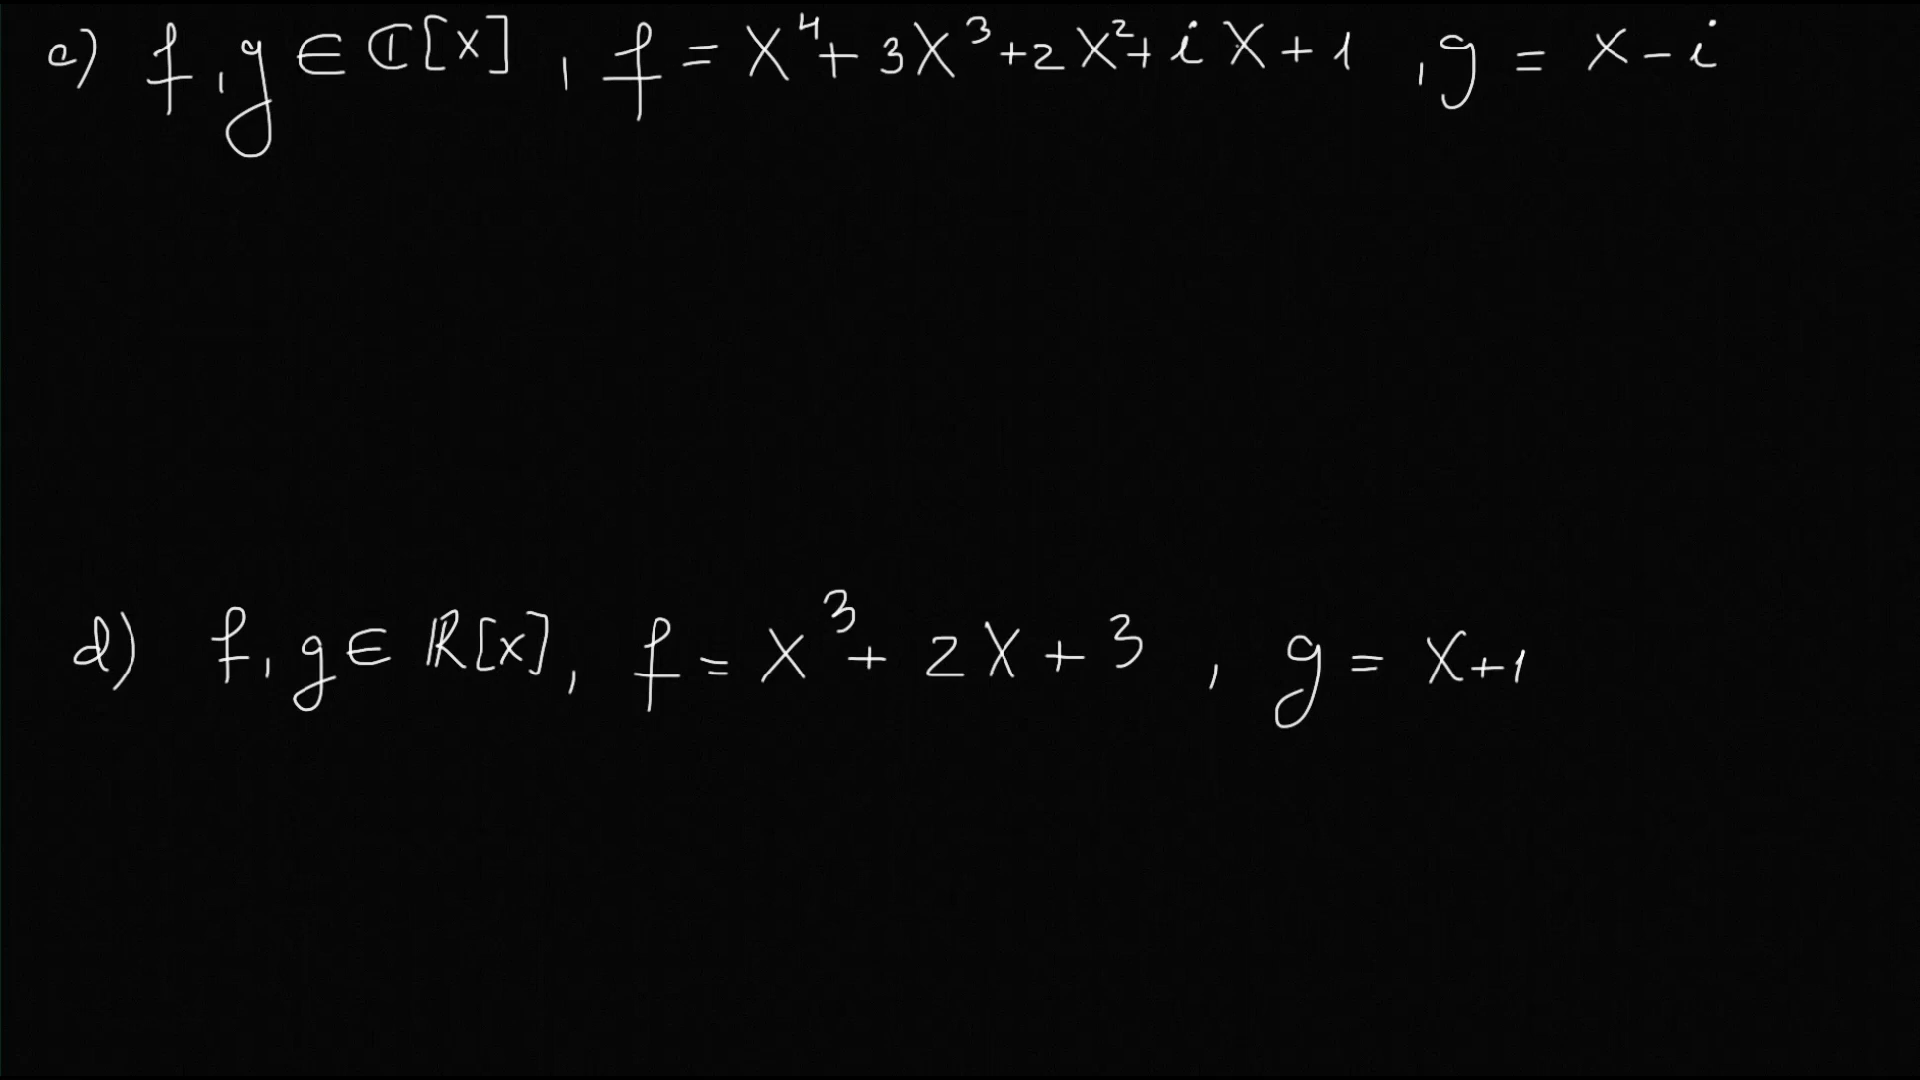 c) f, g ∈ ℂ[X], f = X⁴ + 3X³ + 2X² + iX + 1, g = X - i
d) f, g ∈ ℝ[X], f = X³ + 2X + 3, g = X + 1